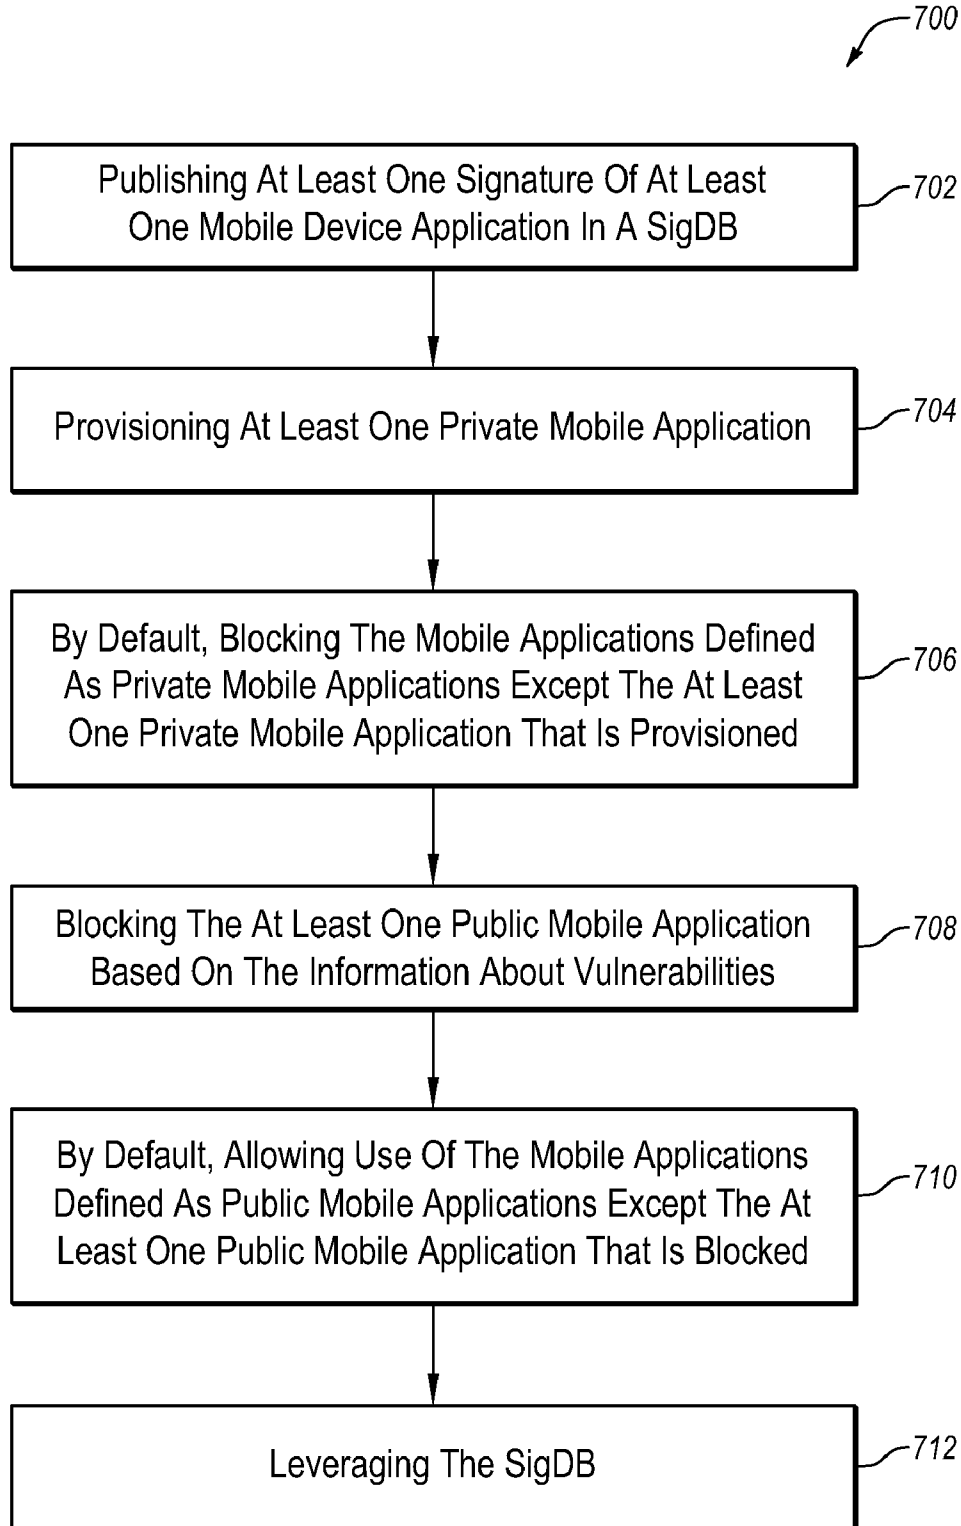 700
Publishing At Least One Signature Of At Least
One Mobile Device Application In A SigDB
702
Provisioning At Least One Private Mobile Application
704
By Default, Blocking The Mobile Applications Defined
As Private Mobile Applications Except The At Least
One Private Mobile Application That Is Provisioned
706
Blocking The At Least One Public Mobile Application
Based On The Information About Vulnerabilities
708
By Default, Allowing Use Of The Mobile Applications
Defined As Public Mobile Applications Except The At
Least One Public Mobile Application That Is Blocked
710
Leveraging The SigDB
712